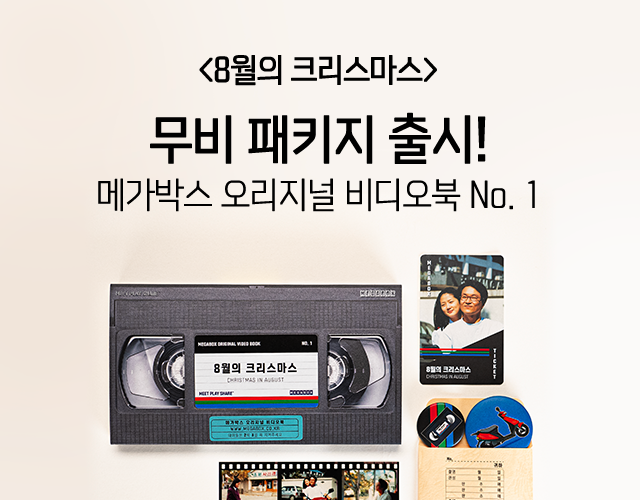 <8월의 크리스마스>
무비 패키지 출시!
메가박스 오리지널 비디오북 No. 1
MEGABOX
MEGABOX ORIGINAL VIDEO BOOK NO. 1
8월의 크리스마스
CHRISTMAS IN AUGUST
MEET PLAY SHARE MEGABOX
메가박스 오리지널 비디오북
WWW.MEGABOX.CO.KR
MEGABOX
TICKET
8월의 크리스마스
CHRISTMAS IN AUGUST
귀하